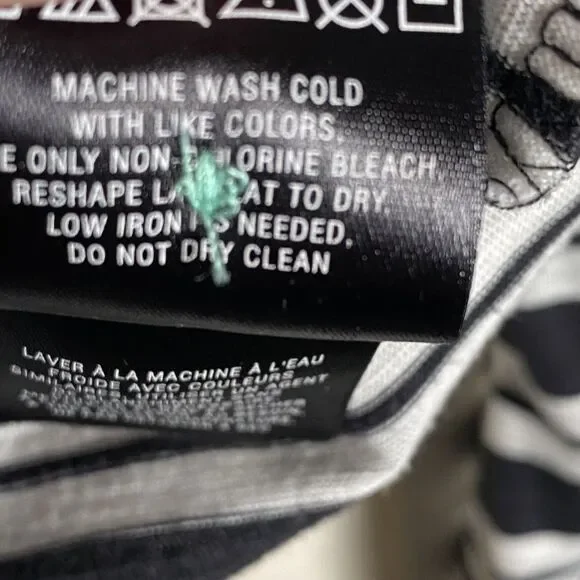 MACHINE WASH COLD
WITH LIKE COLORS.
E ONLY NON-CHLORINE BLEACH.
RESHAPE LAY FLAT TO DRY.
LOW IRON IF NEEDED.
DO NOT DRY CLEAN
LAVER À LA MACHINE À L'EAU
FROIDE AVEC COULEURS